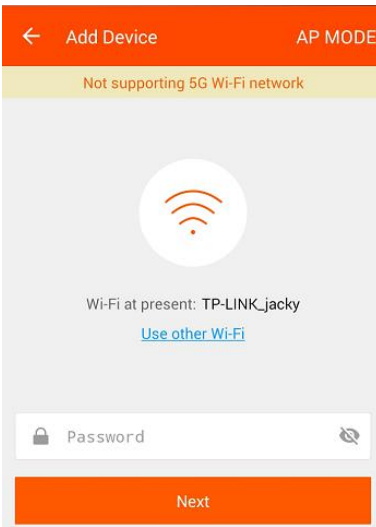 Add Device AP MODE
Not supporting 5G Wi-Fi network
Wi-Fi at present: TP-LINK_jacky
Use other Wi-Fi
Password
Next